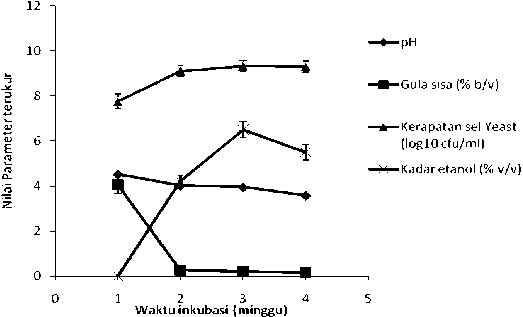 12
10
8
6
4
2
0
Nilai Parameter terukur
0
1
2
3
4
5
Waktu inkubasi (minggu)
pH
Gula sisa (% b/v)
Kerapatan sel Yeast
(log10 cfu/ml)
Kadar etanol (% v/v)